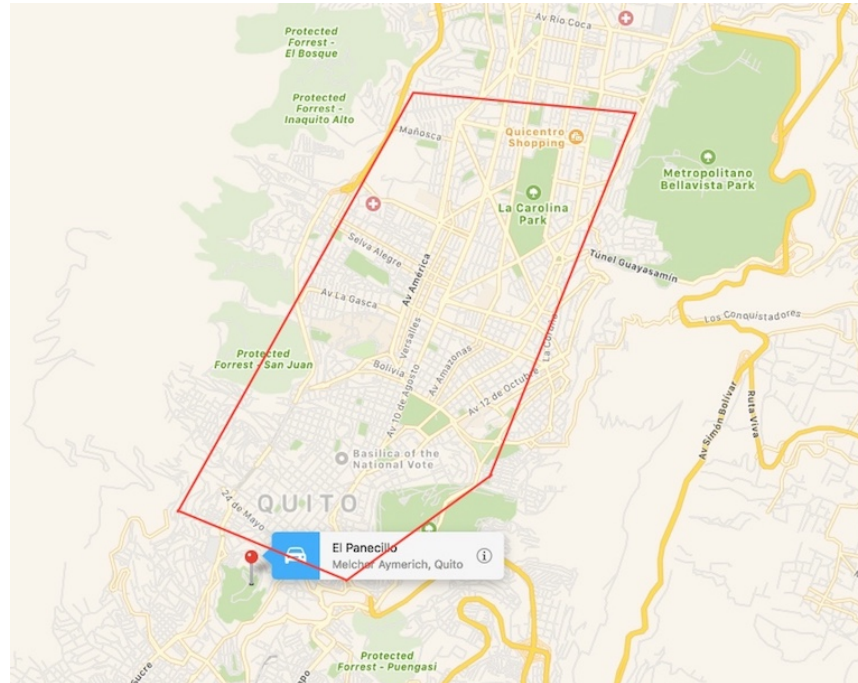 Av Rio Coca
Protected
Forrest -
El Bosque
Protected
Forrest -
Inaquito Alto
Mañosca
Quicentro
Shopping
Metropolitano
Bellavista Park
La Carolina
Park
Selva Alegre
Túnel Guayasamín
Av América
Av La Gasca
Los Conquistadores
Versalles
Protected
Forrest - San Juan
La Coruña
Bolivia
Av Amazonas
Av 12 de Octubre
Av 10 de Agosto
Av Simón Bolívar
Ruta Viva
Basilica of the
National Vote
24 de Mayo
QUITO
El Panecillo
Melchor Aymerich, Quito
Protected
Forrest - Puengasi